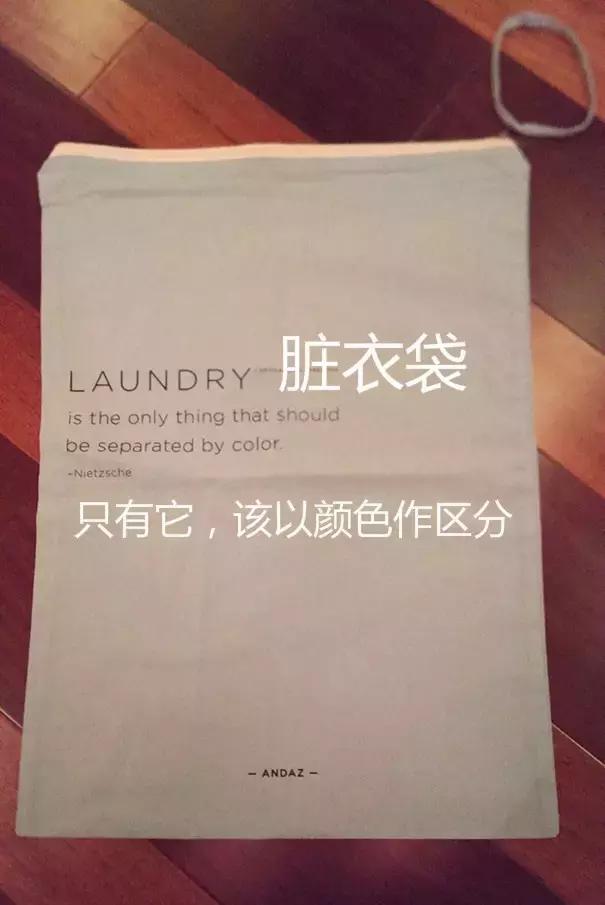 LAUNDRY 脏衣袋
is the only thing that should
be separated by color.
–Nietzsche
只有它，该以颜色作区分
— ANDAZ —